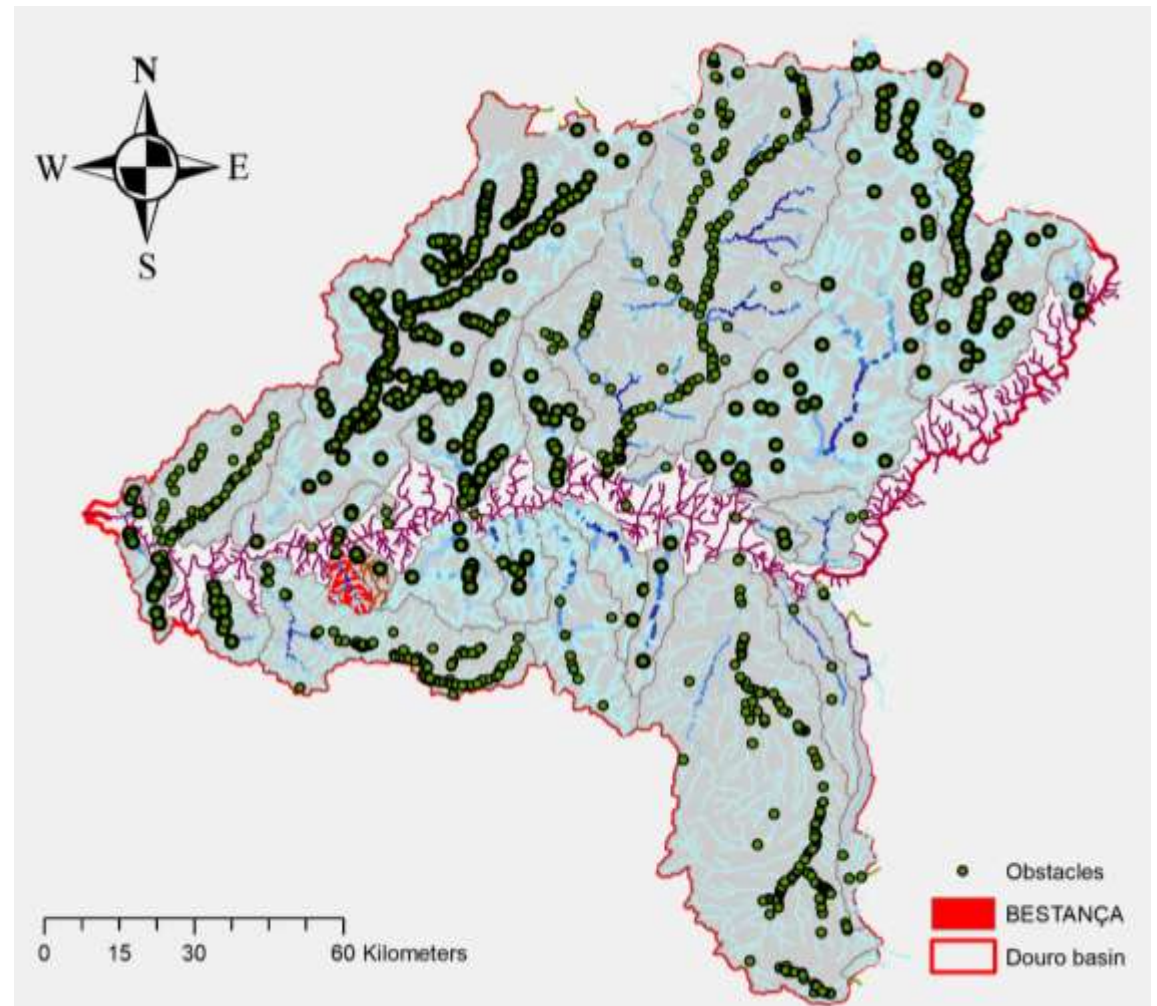 N
W E
S
Obstacles
BESTANÇA
0 15 30 60 Kilometers
Douro basin